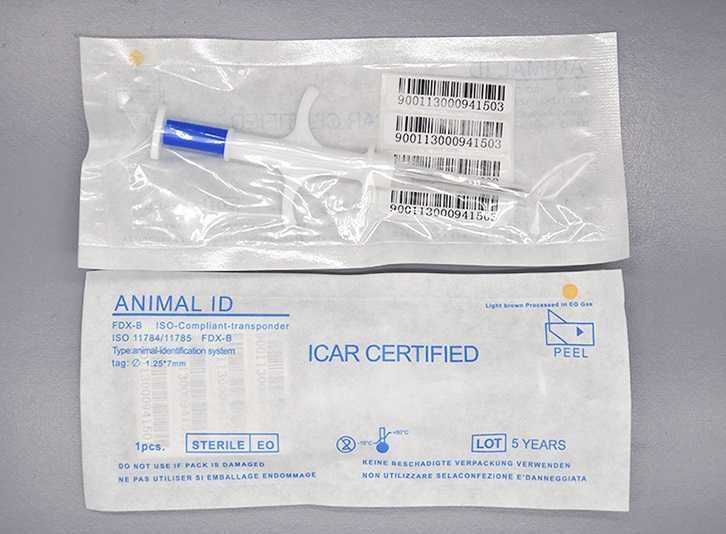 900113000941503
900113000941503
900113000941503
ANIMAL ID
FDX-B ISO-Compliant-transponder
ISO 11784/11785 FDX-B
Type:animal-identification system
tag: ∅ 1.25*7mm
Light brown Processed in EO Gas
PEEL
ICAR CERTIFIED
1pcs.
STERILE EO
-10°C
+50°C
LOT 5 YEARS
DO NOT USE IF PACK IS DAMAGED
NE PAS UTILISER SI EMBALLAGE ENDOMMAGE
KEINE BESCHADIGTE VERPACKUNG VERWENDEN
NON UTILIZZARE SELACONFEZIONE E'DANNEGGIATA